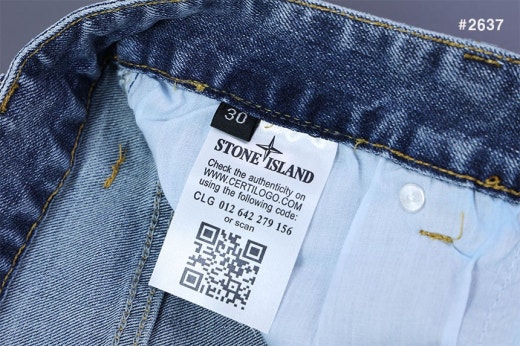 #2637
30
STONE ISLAND
Check the authenticity on
WWW.CERTILOGO.COM
using the following code:
CLG 012 642 279 156
or scan